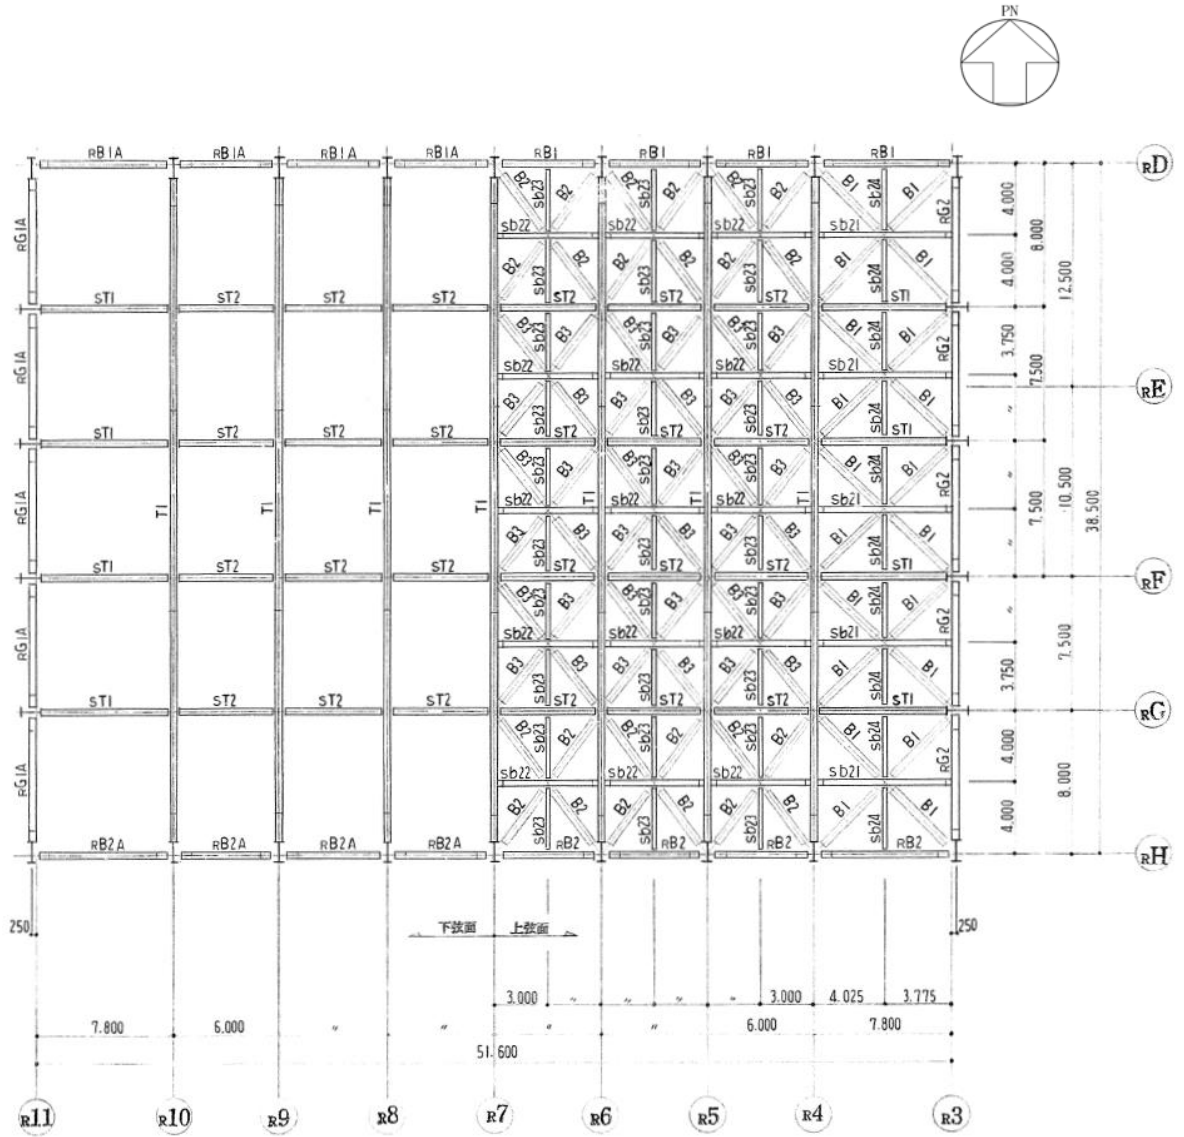 PN
RB1A RB1A RB1A RB1A RB1 RB1 RB1 RB1
RD
B2 sb23 B2 B2 sb23 B2 B2 sb23 B2 B1 sb24 B1
RG1A RG2 4.000
sb22 sb22 sb22 sb21
8.000
B2 sb23 B2 B2 sb23 B2 B2 sb23 B2 B1 sb24 B1
4.000 12.500
sT1 sT2 sT2 sT2 sT2 sT2 sT2 sT1
B3 sb23 B3 B3 sb23 B3 B3 sb23 B3 B1 sb24 B1
RG1A RG2 3.750
sb22 sb22 sb22 sb21
7.500
RE
B3 sb23 B3 B3 sb23 B3 B3 sb23 B3 B1 sb24 B1
〃
sT1 sT2 sT2 sT2 sT2 sT2 sT2 sT1
B3 sb23 B3 B3 sb23 B3 B3 sb23 B3 B1 sb24 B1
RG1A T1 T1 T1 T1 T1 T1 RG2 〃
sb22 sb22 sb22 sb21
7.500 10.500 38.500
B3 sb23 B3 B3 sb23 B3 B3 sb23 B3 B1 sb24 B1
〃
sT1 sT2 sT2 sT2 sT2 sT2 sT2 sT1
RF
B3 sb23 B3 B3 sb23 B3 B3 sb23 B3 B1 sb24 B1
RG1A RG2 〃
sb22 sb22 sb22 sb21
7.500
B3 sb23 B3 B3 sb23 B3 B3 sb23 B3 B1 sb24 B1
3.750
sT1 sT2 sT2 sT2 sT2 sT2 sT2 sT1
RG
B2 sb23 B2 B2 sb23 B2 B2 sb23 B2 B1 sb24 B1
RG1A RG2 4.000
sb22 sb22 sb22 sb21
8.000
B2 sb23 B2 B2 sb23 B2 B2 sb23 B2 B1 sb24 B1
4.000
RB2A RB2A RB2A RB2A RB2 RB2 RB2 RB2
RH
250 下弦面 上弦面 250
3.000 〃 〃 〃 〃 3.000 4.025 3.775
7.800 6.000 〃 〃 〃 〃 6.000 7.800
51.600
R11 R10 R9 R8 R7 R6 R5 R4 R3